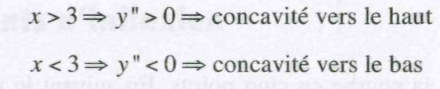 x > 3 ⇒ y" > 0 ⇒ concavité vers le haut
x < 3 ⇒ y" < 0 ⇒ concavité vers le bas